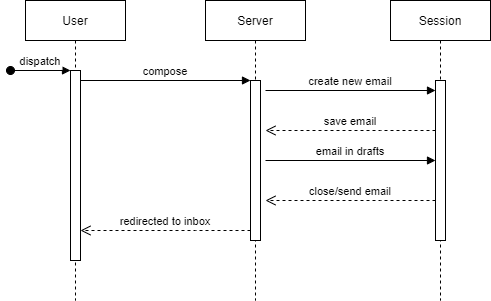 User
Server
Session
dispatch
compose
create new email
save email
email in drafts
close/send email
redirected to inbox